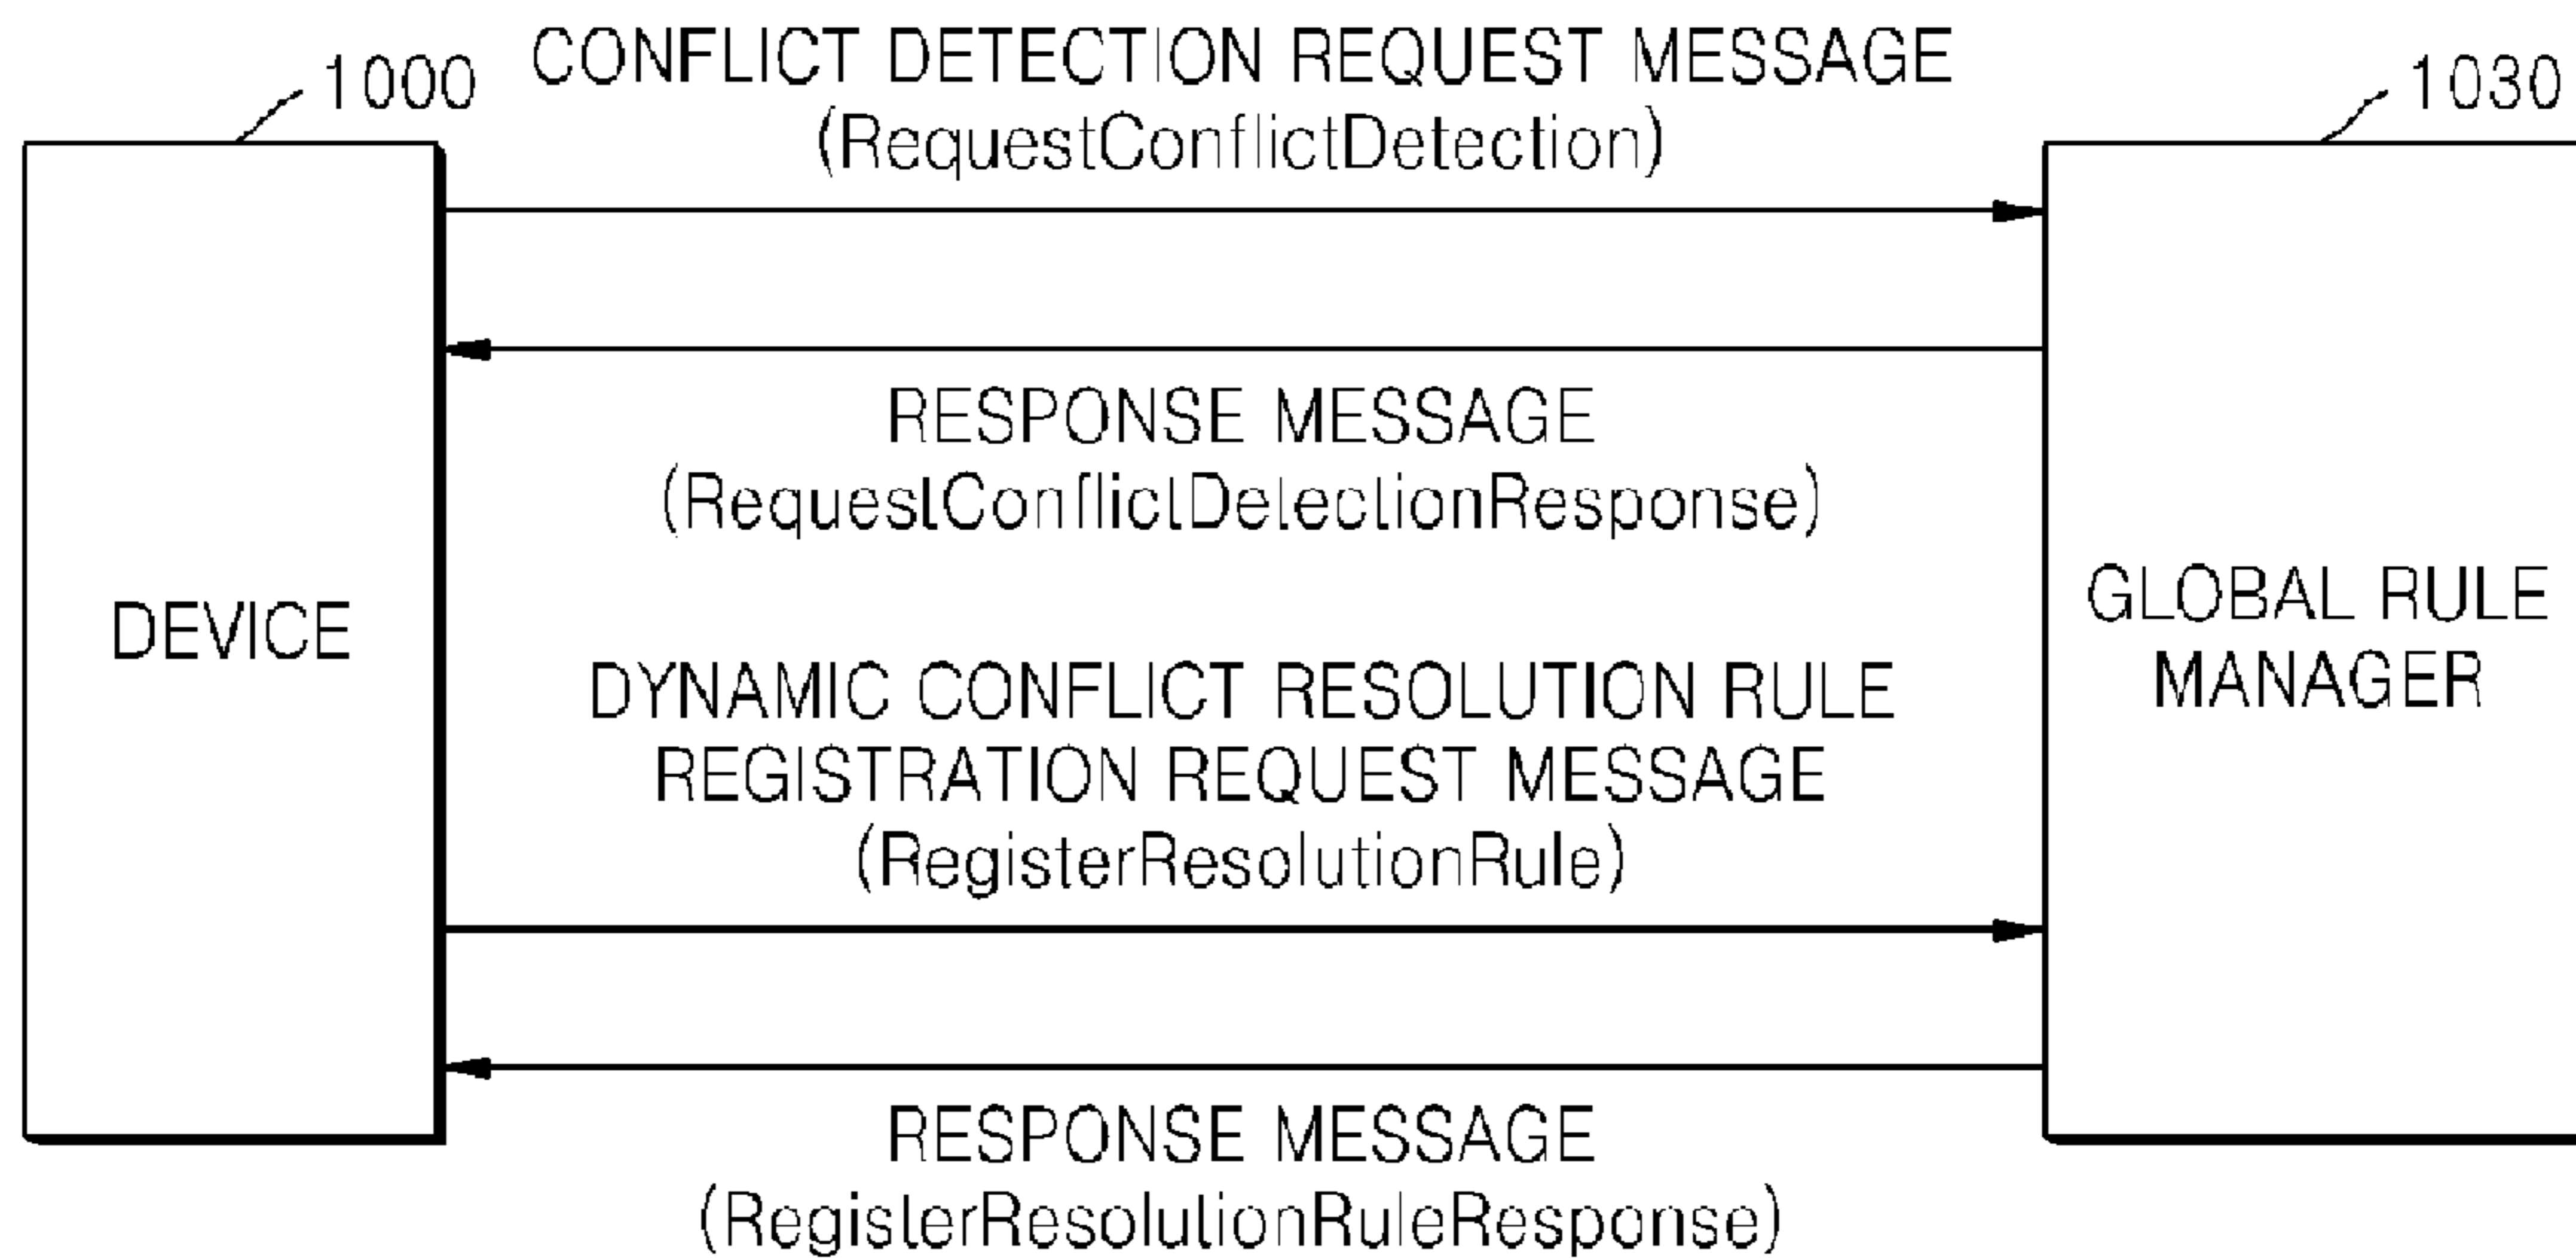 1000
CONFLICT DETECTION REQUEST MESSAGE
(RequestConflictDetection)
1030
RESPONSE MESSAGE
(RequestConflictDetectionResponse)
DEVICE
GLOBAL RULE
MANAGER
DYNAMIC CONFLICT RESOLUTION RULE
REGISTRATION REQUEST MESSAGE
(RegisterResolutionRule)
RESPONSE MESSAGE
(RegisterResolutionRuleResponse)